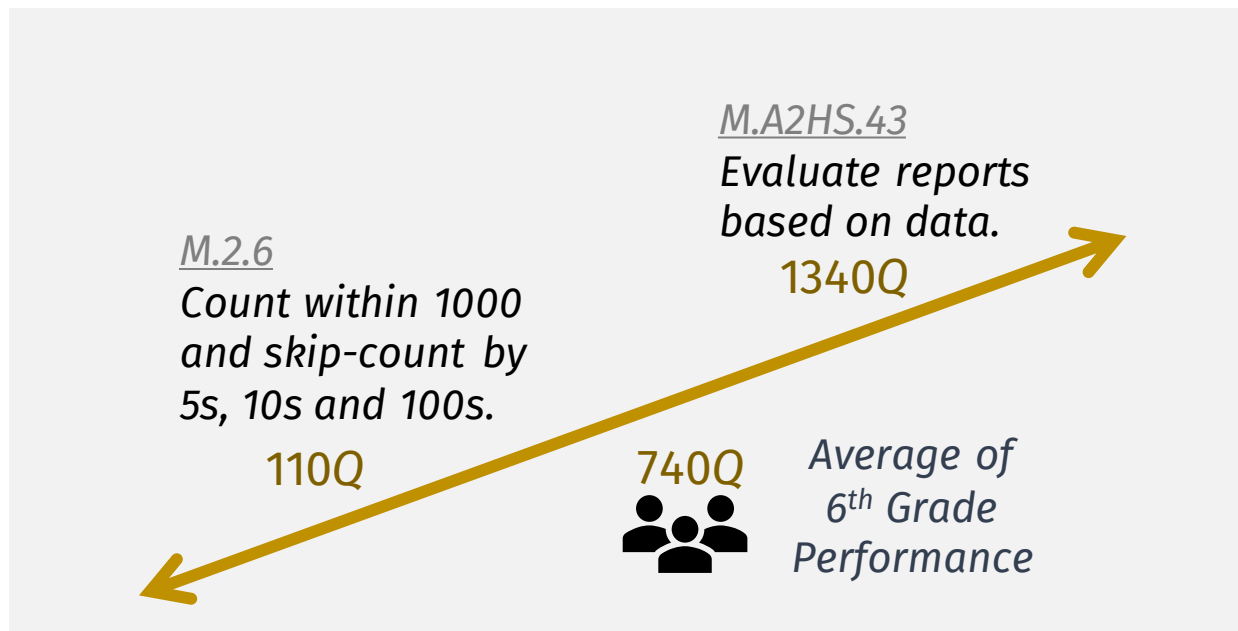 M.A2HS.43
Evaluate reports
based on data.
1340Q
M.2.6
Count within 1000
and skip-count by
5s, 10s and 100s.
110Q
740Q
Average of
6th Grade
Performance